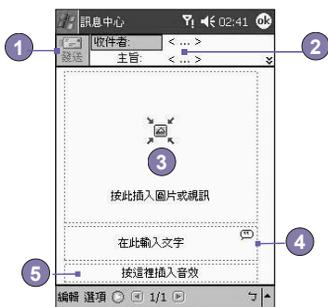 訊息中心 02:41 ok
發送 收件者: < ... >
主旨: < ... >
1
2
3
按此插入圖片或視訊
在此輸入文字
4
5
按這裡插入音效
編輯 選項 1/1